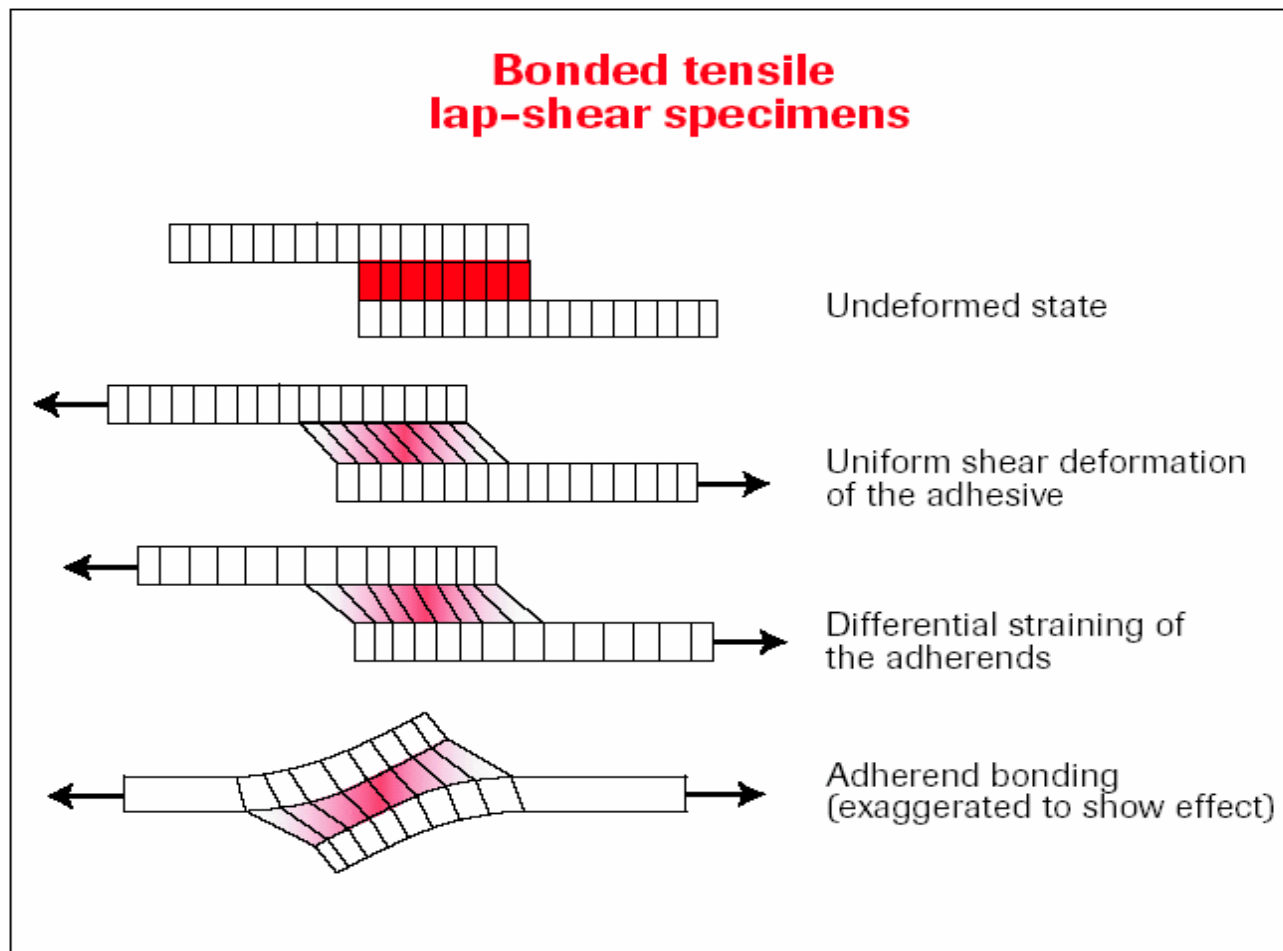 Bonded tensile
lap-shear specimens
Undeformed state
Uniform shear deformation
of the adhesive
Differential straining of
the adherends
Adherend bonding
(exaggerated to show effect)